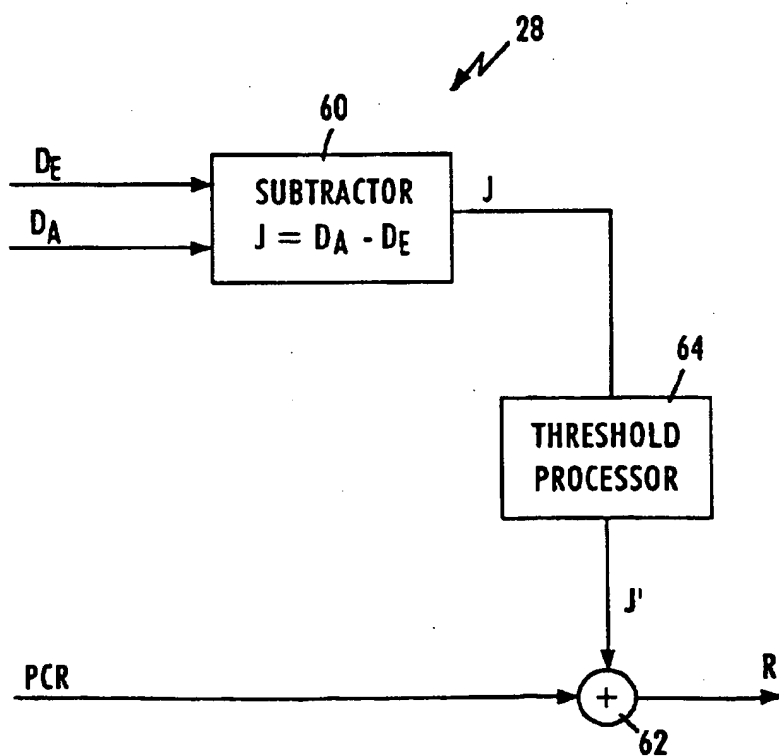 28
60
DE
DA
SUBTRACTOR
J = DA - DE
J
64
THRESHOLD
PROCESSOR
J'
PCR
+
R
62